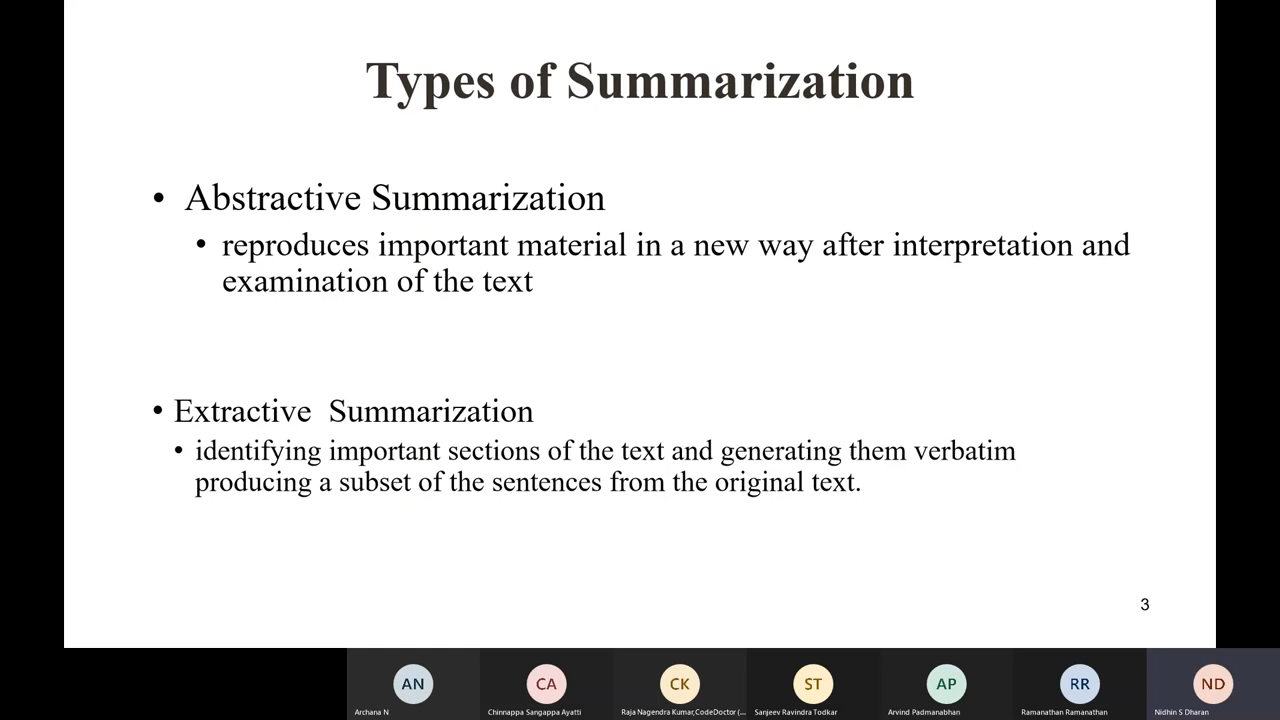 Types of Summarization
• Abstractive Summarization
• reproduces important material in a new way after interpretation and
examination of the text
• Extractive  Summarization
• identifying important sections of the text and generating them verbatim
producing a subset of the sentences from the original text.
3
AN
CA
CK
ST
AP
RR
ND
Archana N
Chinnappa Sangappa Ayatti
Raja Nagendra Kumar,CodeDoctor (...
Sanjeev Ravindra Todkar
Arvind Padmanabhan
Ramanathan Ramanathan
Nidhin S Dharan